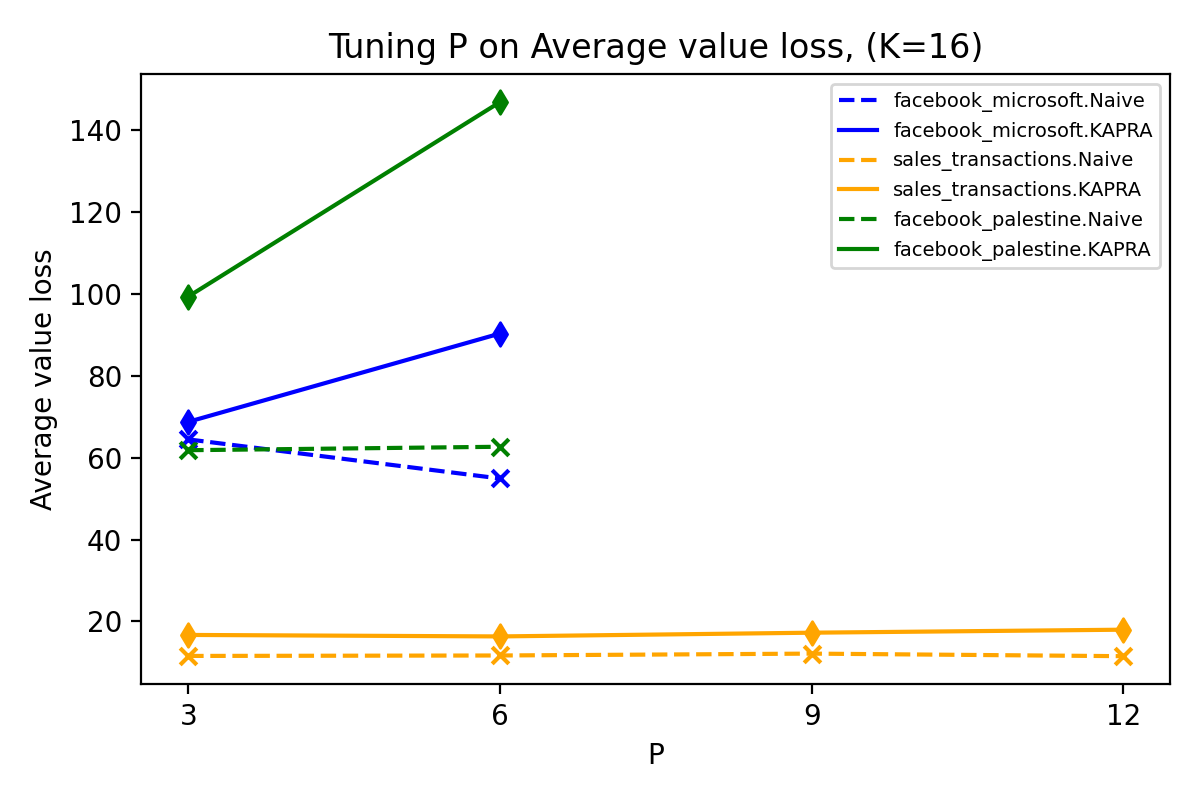 Tuning P on Average value loss, (K=16)
facebook_microsoft.Naive
facebook_microsoft.KAPRA
sales_transactions.Naive
sales_transactions.KAPRA
facebook_palestine.Naive
facebook_palestine.KAPRA
Average value loss
140
120
100
80
60
40
20
3 6 9 12
P